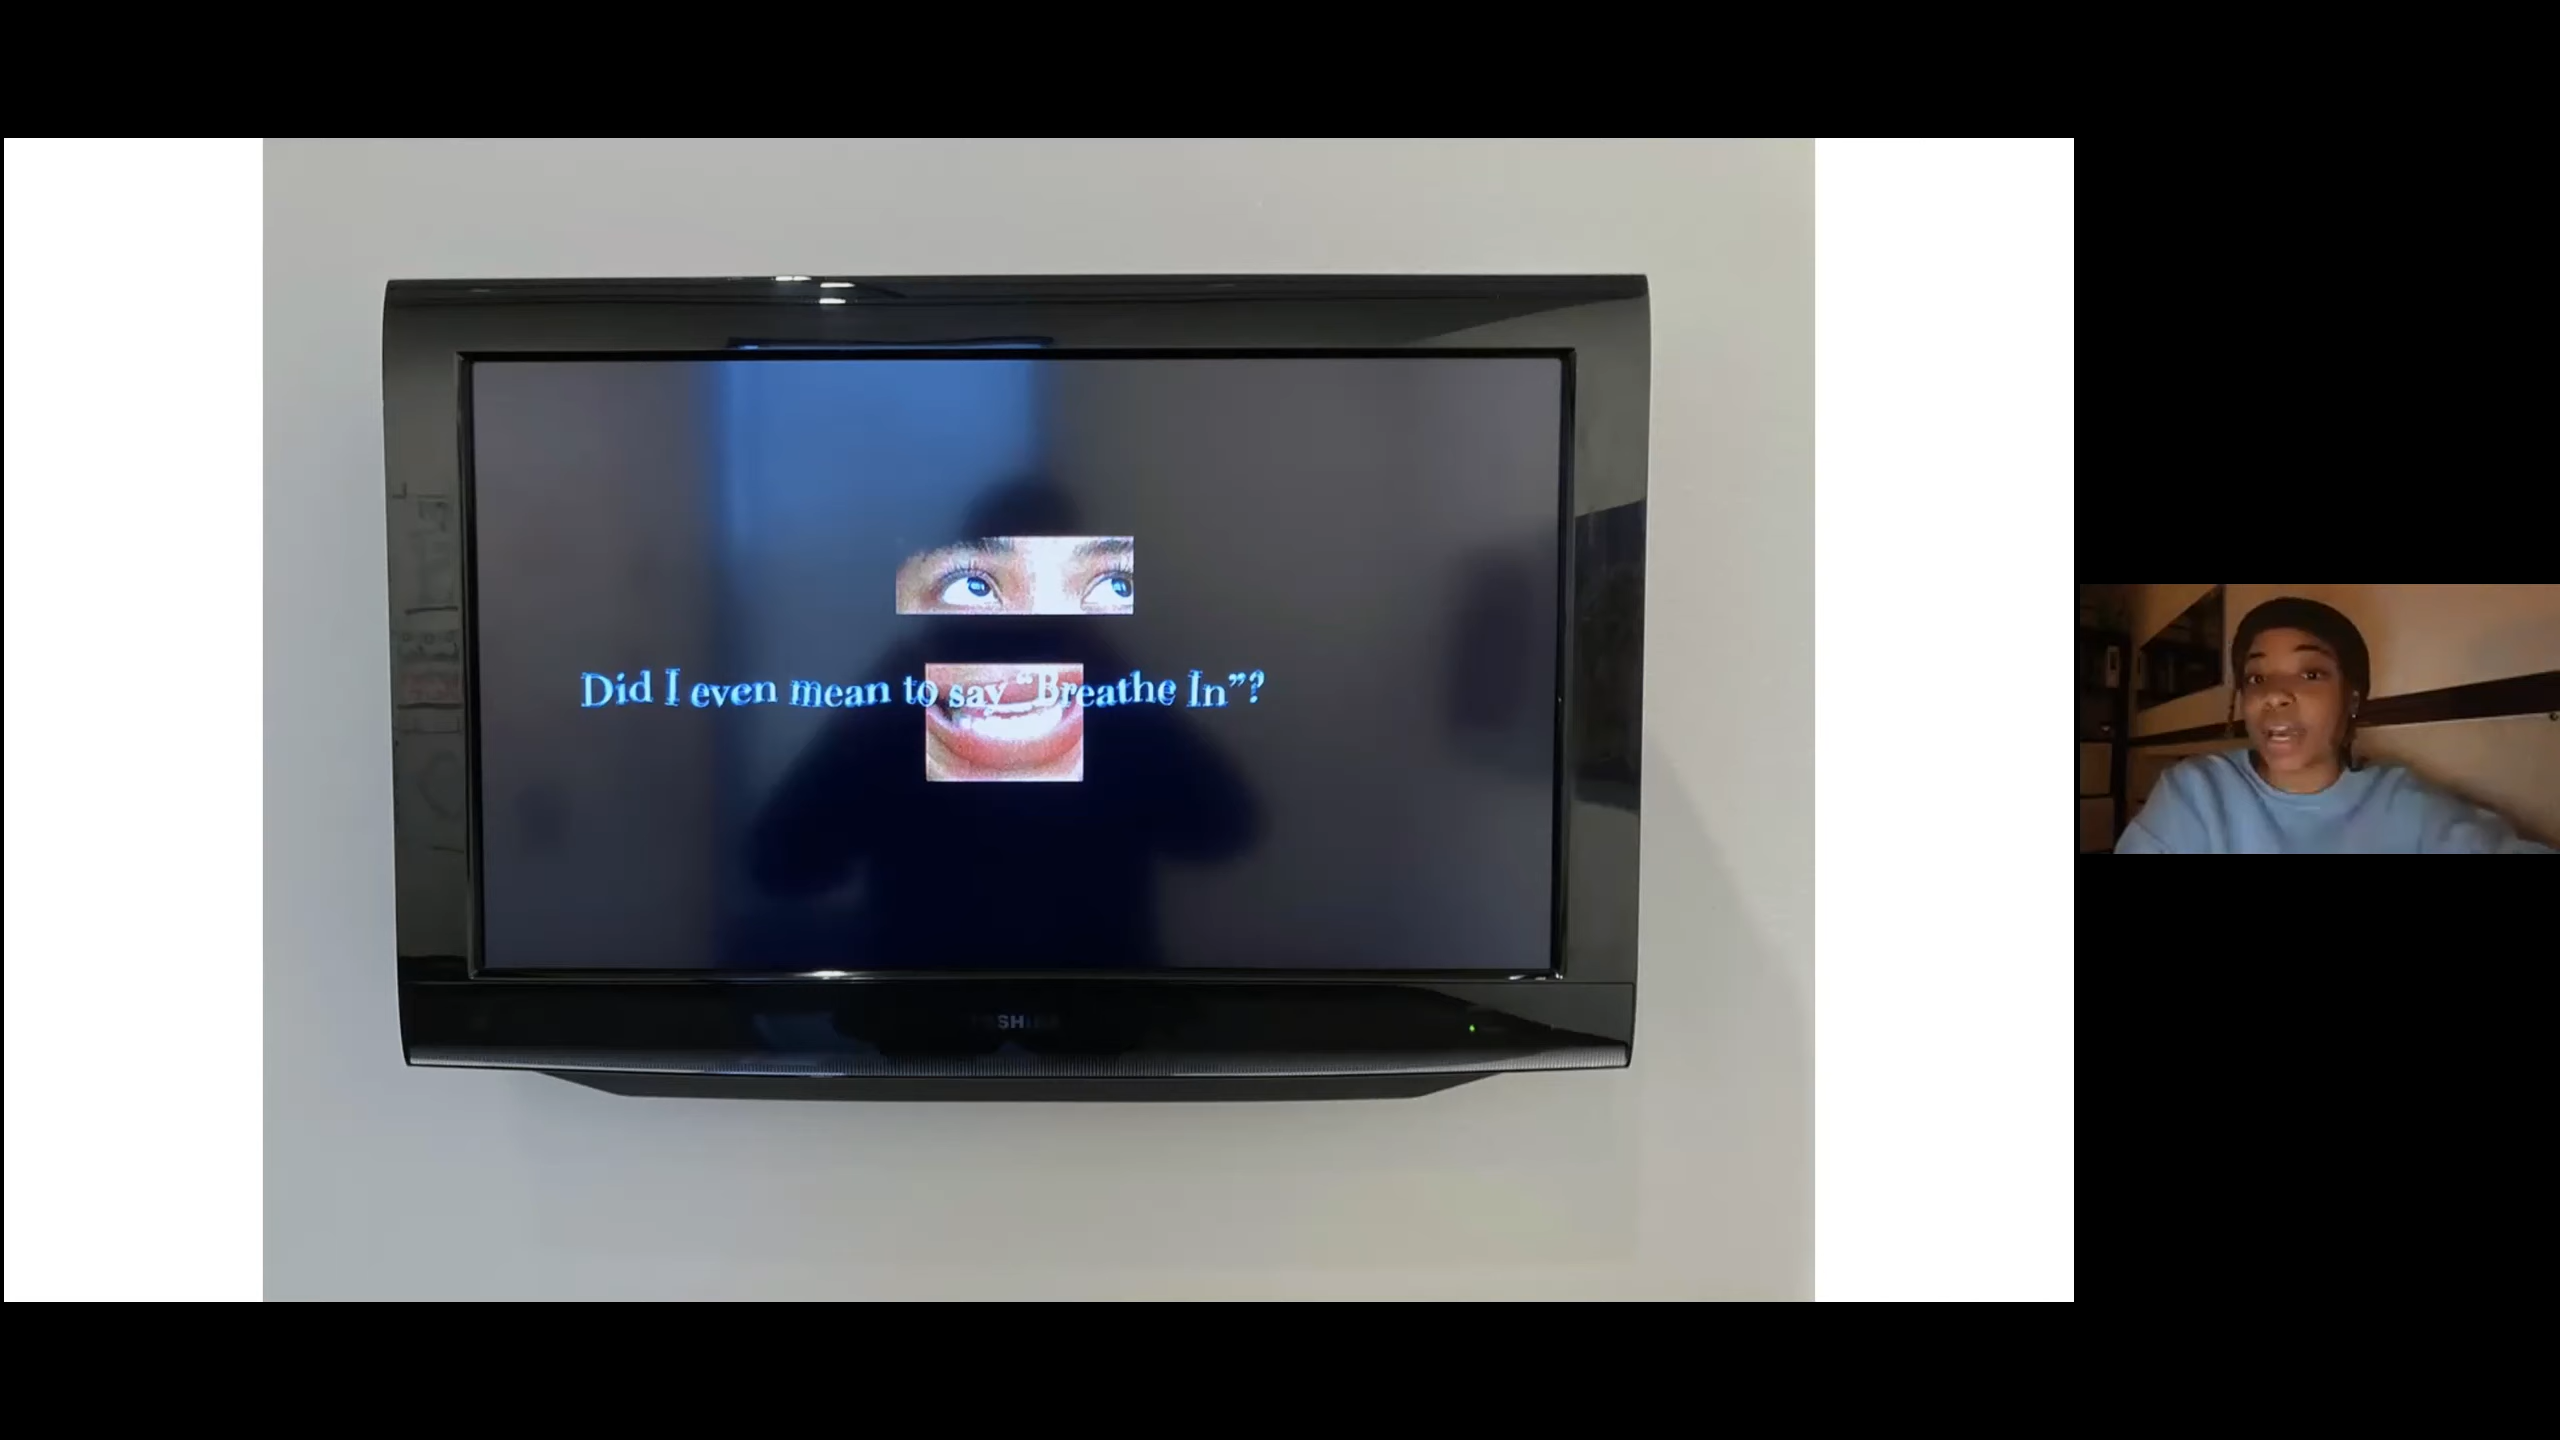 Did I even mean to say “Breathe In”?